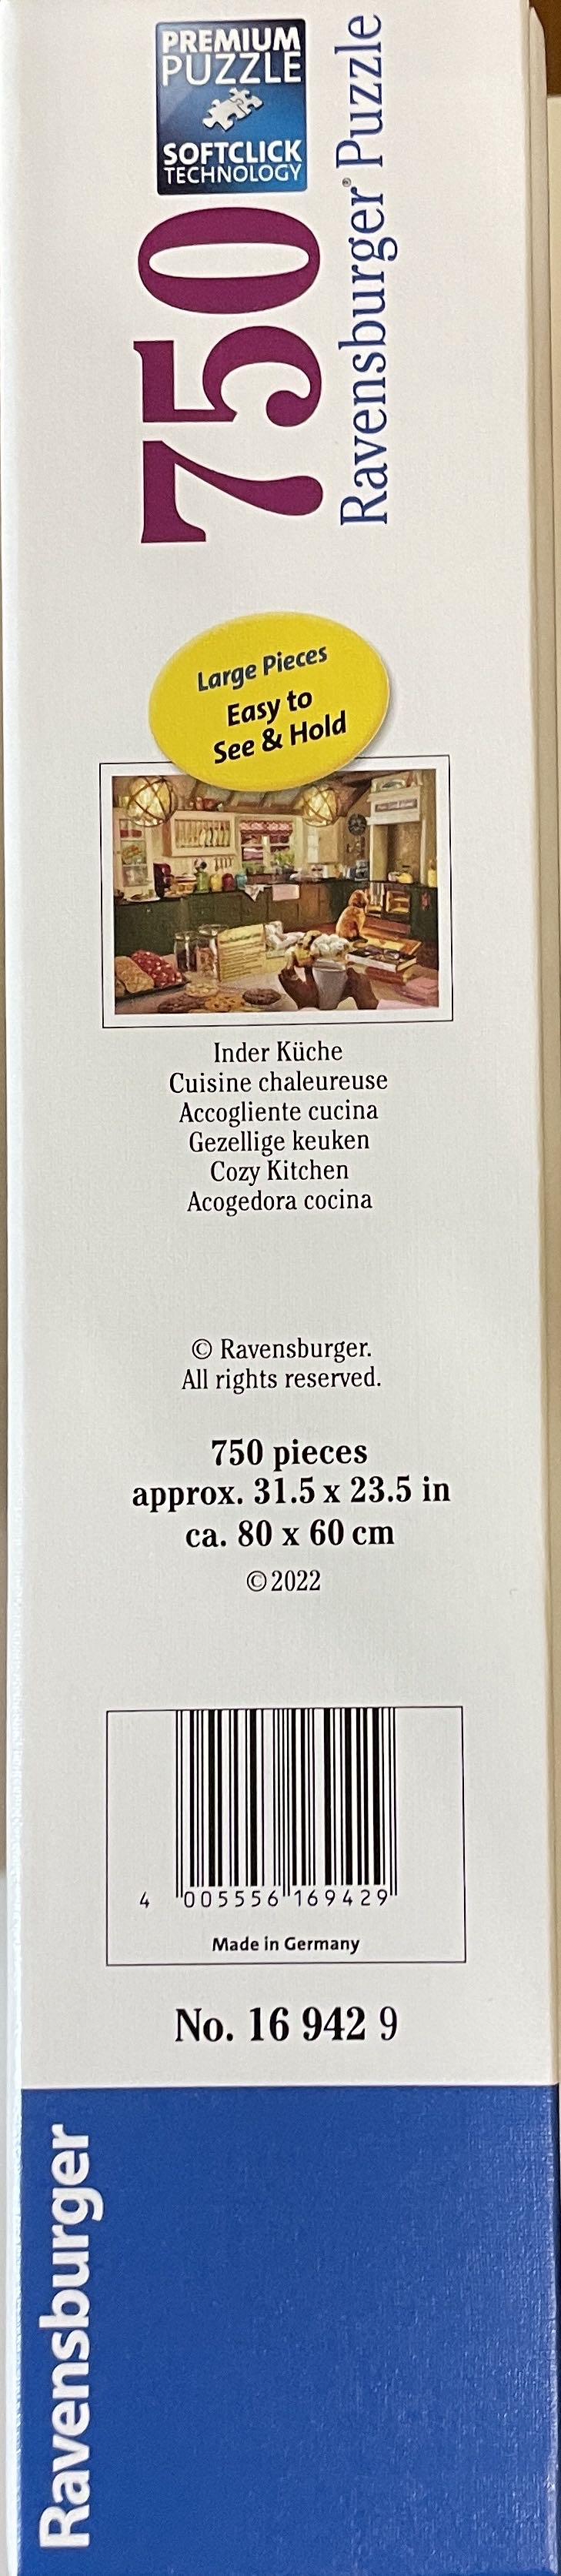 PREMIUM
PUZZLE
SOFTCLICK
TECHNOLOGY
750
Ravensburger® Puzzle
Large Pieces
Easy to
See & Hold
Inder Küche
Cuisine chaleureuse
Accogliente cucina
Gezellige keuken
Cozy Kitchen
Acogedora cocina
© Ravensburger.
All rights reserved.
750 pieces
approx. 31.5 x 23.5 in
ca. 80 x 60 cm
©2022
4 005556 169429
Made in Germany
No. 16 942 9
Ravensburger